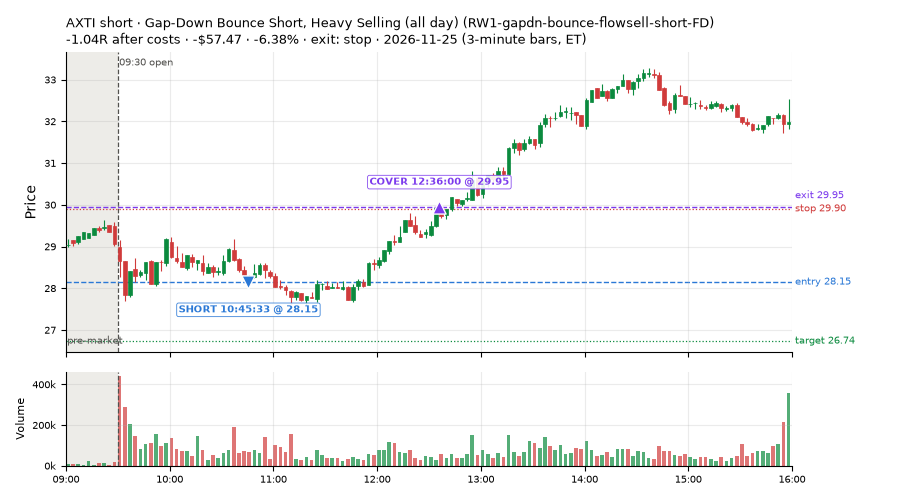 AXTI short · Gap-Down Bounce Short, Heavy Selling (all day) (RW1-gapdn-bounce-flowsell-short-FD)
-1.04R after costs · -$57.47 · -6.38% · exit: stop · 2026-11-25 (3-minute bars, ET)
09:30 open
33
32
31
30
29
28
27
Price
COVER 12:36:00 @ 29.95
SHORT 10:45:33 @ 28.15
exit 29.95
stop 29.90
entry 28.15
target 26.74
pre-market
400k
200k
0k
Volume
09:00
10:00
11:00
12:00
13:00
14:00
15:00
16:00